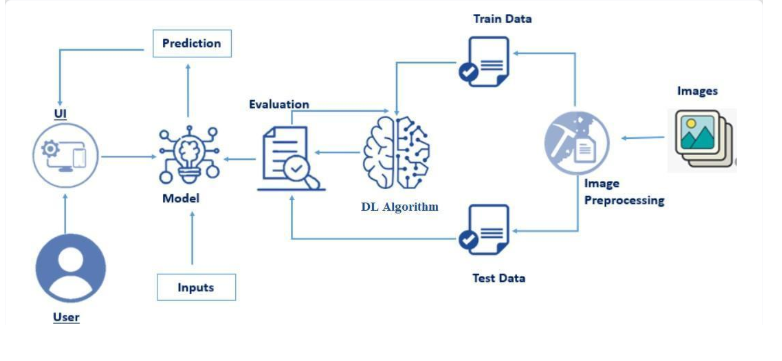 Train Data
Prediction
Images
Evaluation
UI
Model
DL Algorithm
Image
Preprocessing
Inputs
Test Data
User